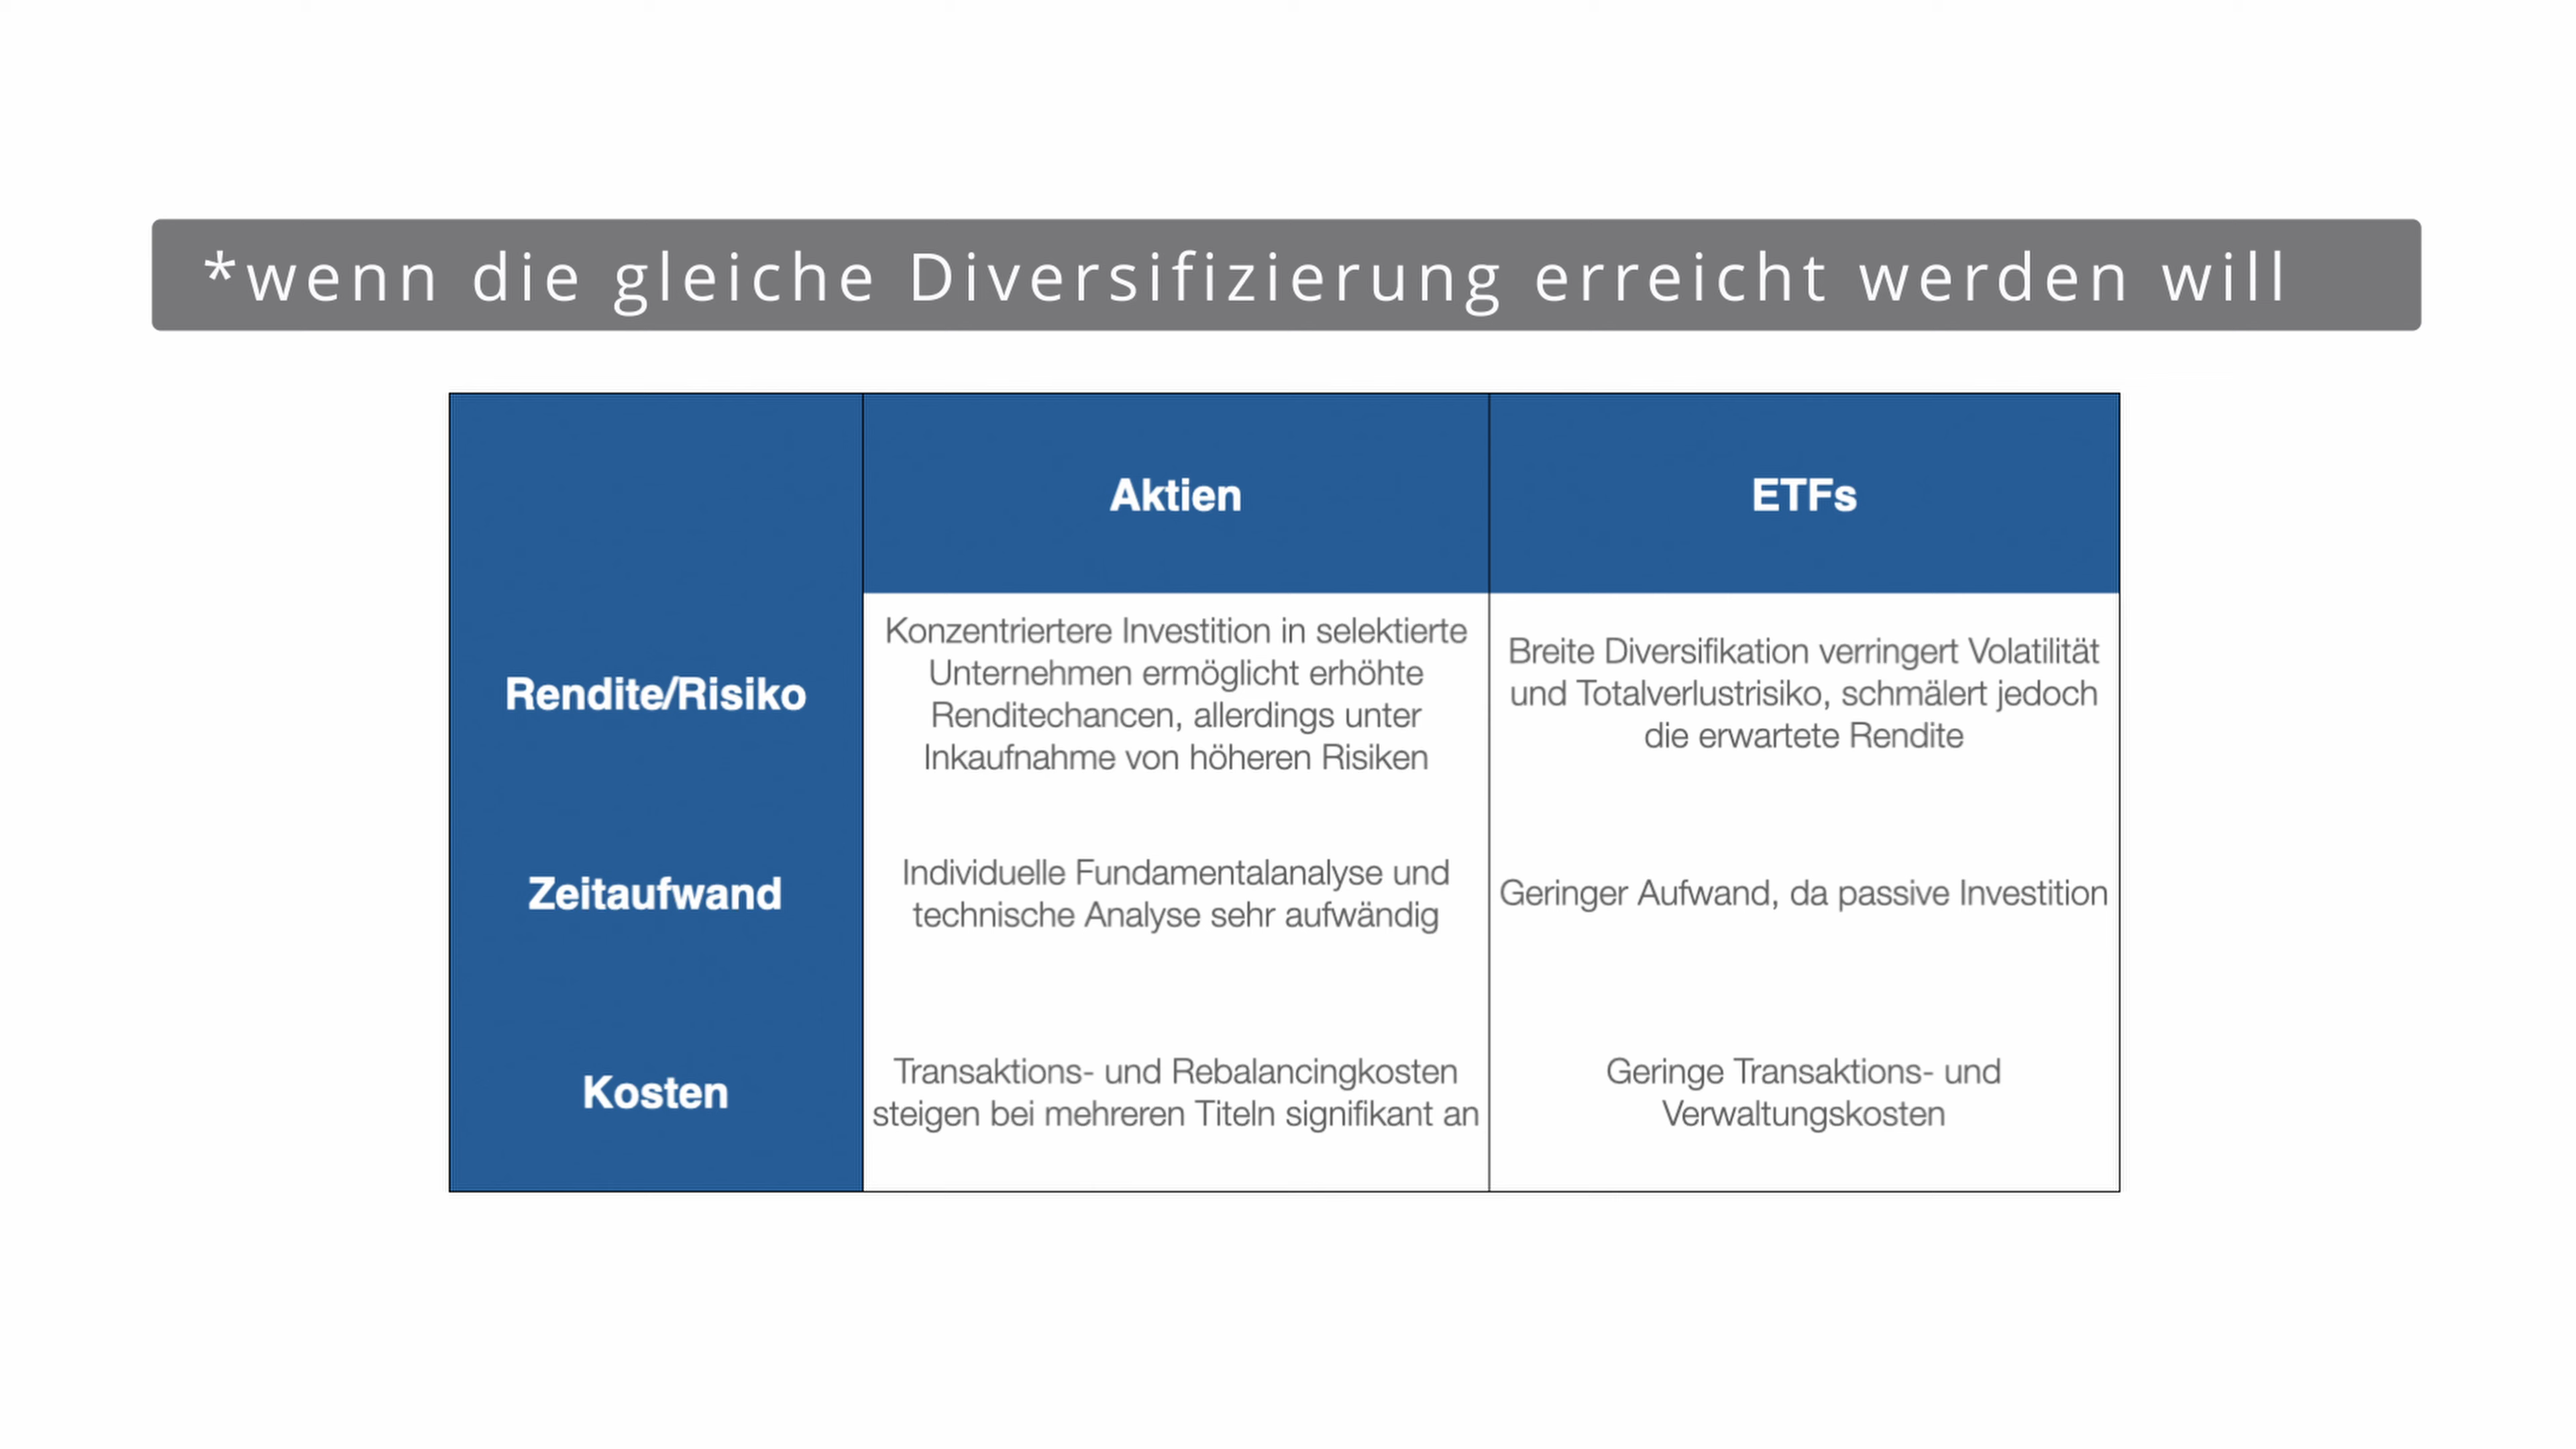 *wenn die gleiche Diversifizierung erreicht werden will
Aktien
ETFs
Rendite/Risiko
Konzentriertere Investition in selektierte
Unternehmen ermöglicht erhöhte
Renditechancen, allerdings unter
Inkaufnahme von höheren Risiken
Breite Diversifikation verringert Volatilität
und Totalverlustrisiko, schmälert jedoch
die erwartete Rendite
Zeitaufwand
Individuelle Fundamentalanalyse und
technische Analyse sehr aufwändig
Geringer Aufwand, da passive Investition
Kosten
Transaktions- und Rebalancingkosten
steigen bei mehreren Titeln signifikant an
Geringe Transaktions- und
Verwaltungskosten